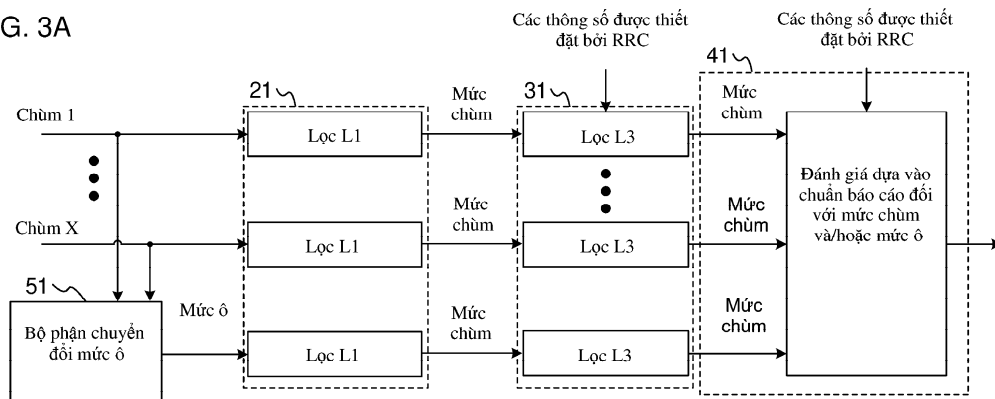 G. 3A
Các thông số được thiết
đặt bởi RRC
Các thông số được thiết
đặt bởi RRC
21
31
41
Chùm 1
Lọc L1
Mức
chùm
Lọc L3
Mức
chùm
Đánh giá dựa vào
chuẩn báo cáo đối
với mức chùm
và/hoặc mức ô
Chùm X
Lọc L1
Mức
chùm
Lọc L3
Mức
chùm
51
Bộ phận chuyển
đổi mức ô
Mức ô
Lọc L1
Mức
chùm
Lọc L3
Mức
chùm